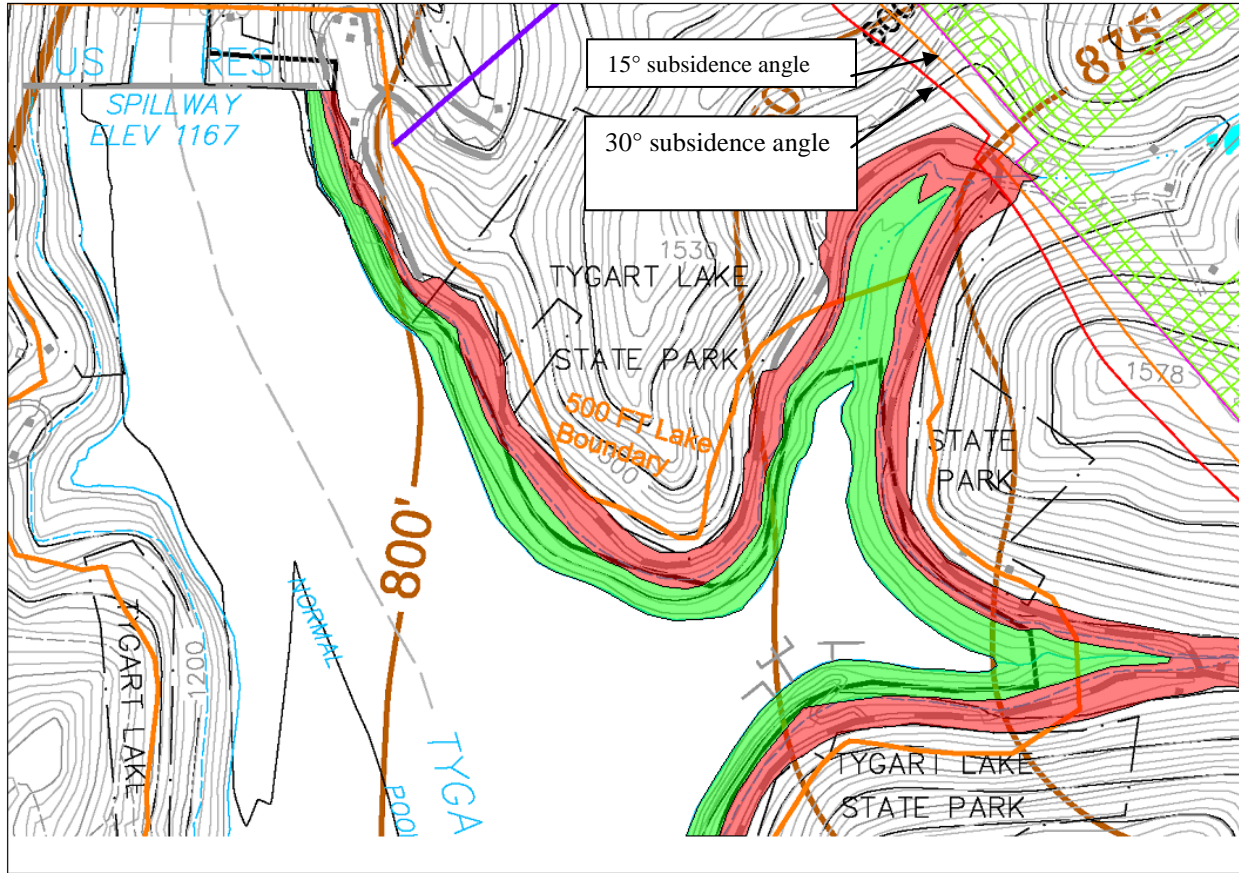 US RES
SPILLWAY
ELEV 1167
15° subsidence angle
30° subsidence angle
875'
1530
TYGART LAKE
STATE PARK
500 FT Lake
Boundary
1578
STATE
PARK
800'
NORMAL
POOL
TYGA
1200
TYGART LAKE
TYGART LAKE
STATE PARK